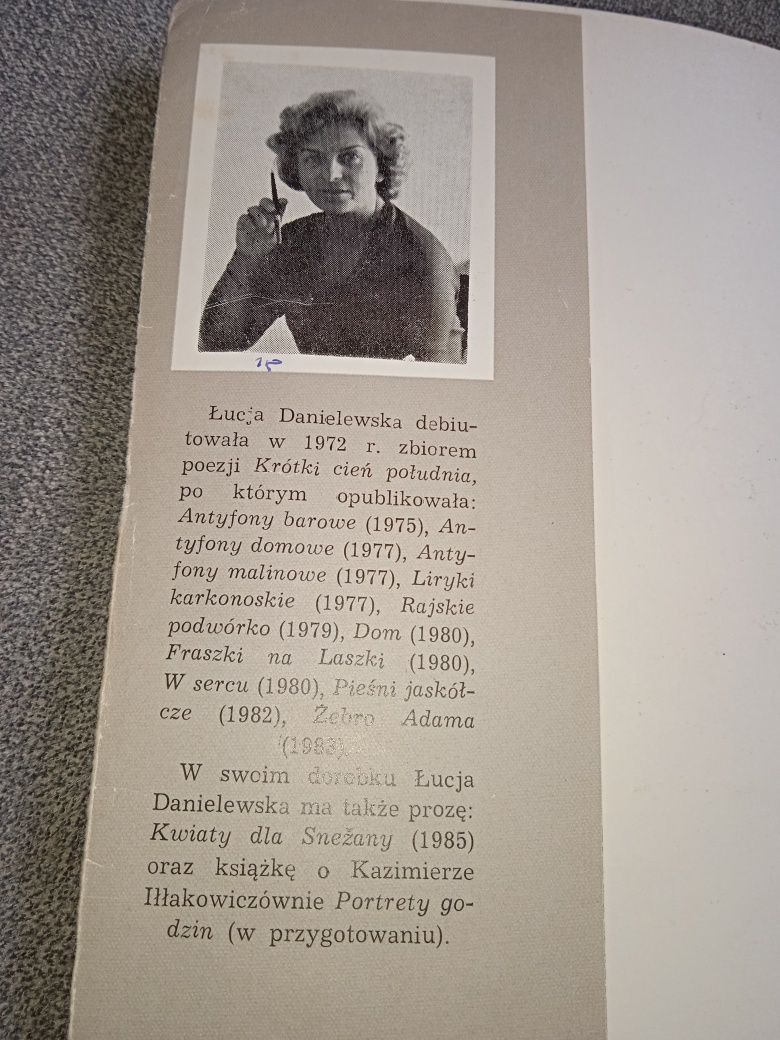 15
Łucja Danielewska debiu-
towała w 1972 r. zbiorem
poezji Krótki cień południa,
po którym opublikowała:
Antyfony barowe (1975), An-
tyfony domowe (1977), Anty-
fony malinowe (1977), Liryki
karkonoskie (1977), Rajskie
podwórko (1979), Dom (1980),
Fraszki na Laszki (1980),
W sercu (1980), Pieśni jaskół-
cze (1982), Żebro Adama
(1983).
W swoim dorobku Łucja
Danielewska ma także prozę:
Kwiaty dla Snežany (1985)
oraz książkę o Kazimierze
Iłłakowiczównie Portrety go-
dzin (w przygotowaniu).